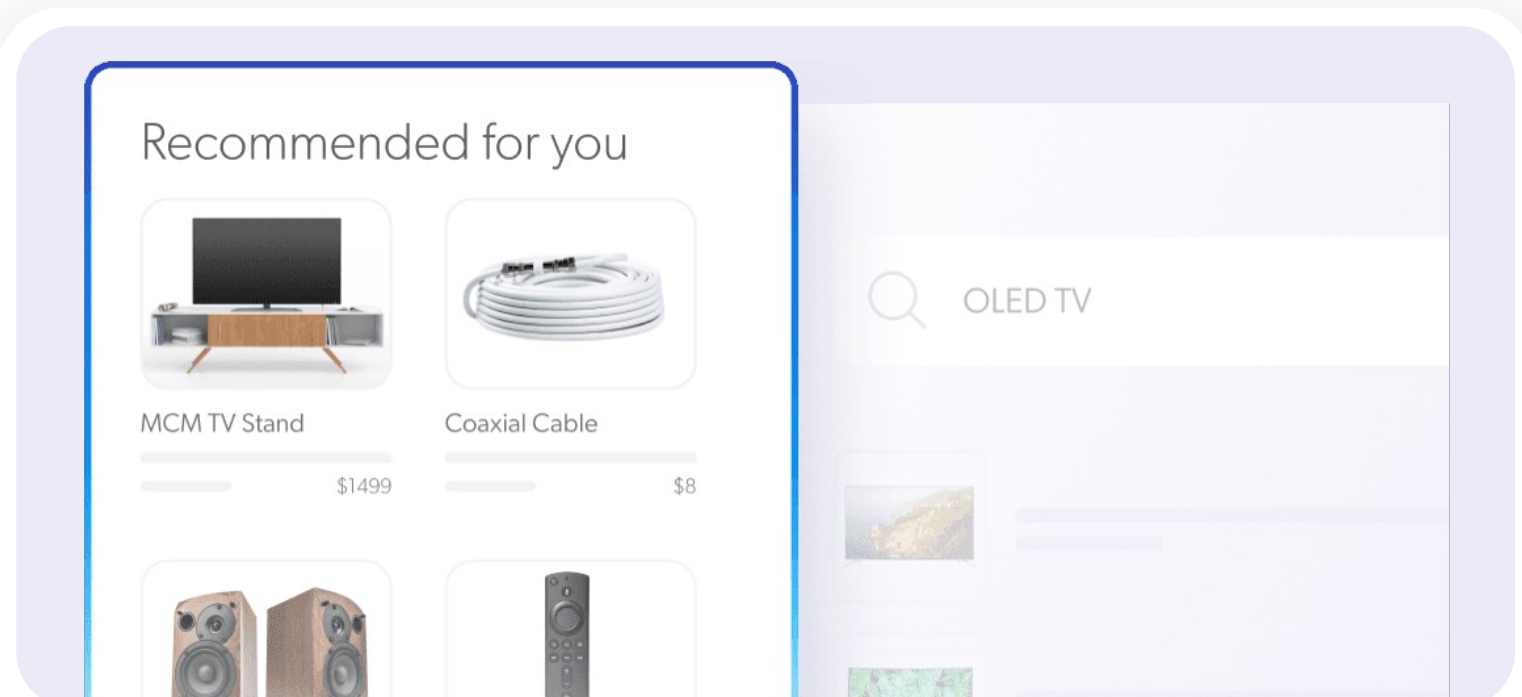 Recommended for you
MCM TV Stand
$1499
Coaxial Cable
$8
OLED TV